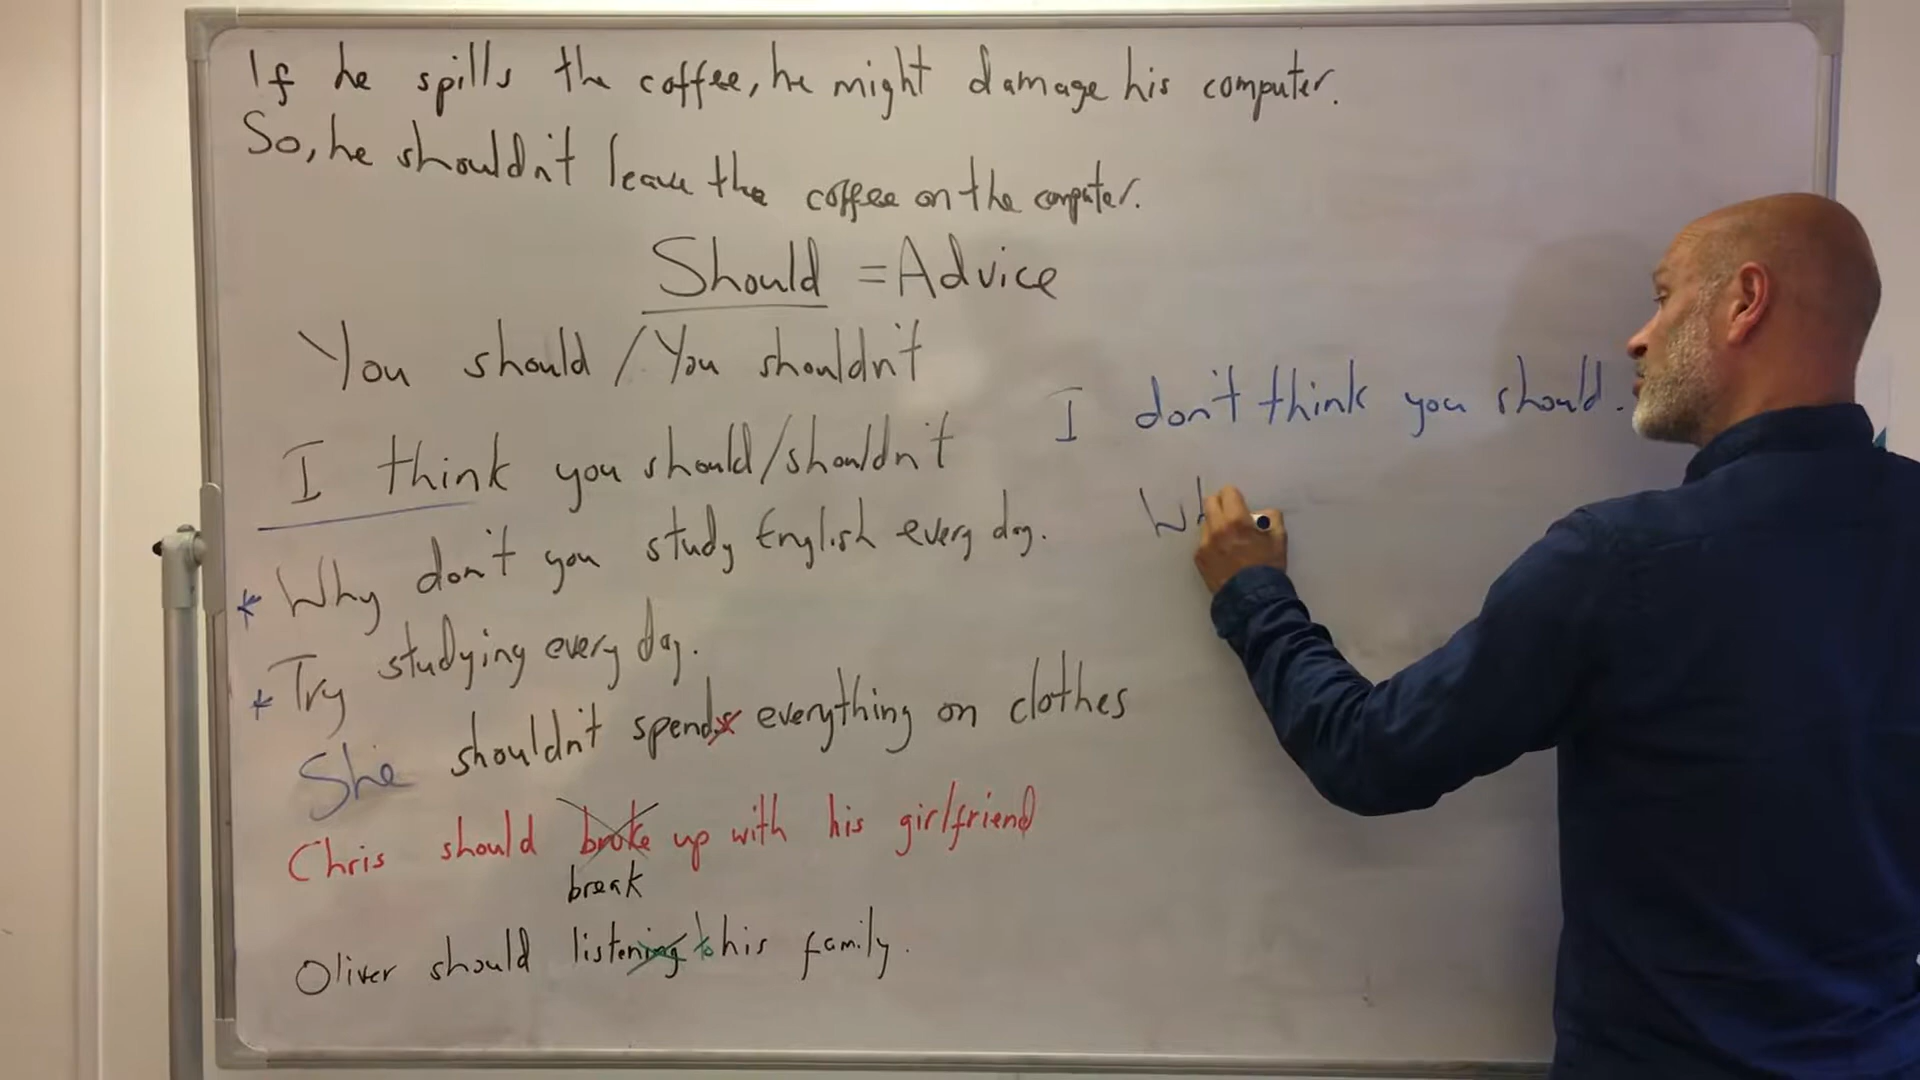 If he spills the coffee, he might damage his computer.
So, he shouldn't leave the coffee on the computer.
Should = Advice
You should / You shouldn't
I think you should/shouldn't
I don't think you should.
* Why don't you study English every day.
Wh
* Try studying every day.
She shouldn't spends everything on clothes
Chris should broke up with his girlfriend
break
Oliver should listening to his family.